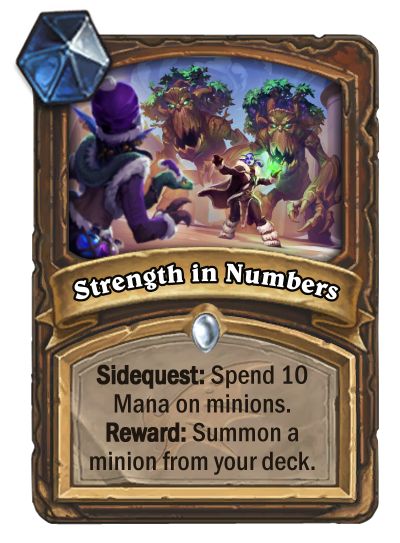 Strength in Numbers
Sidequest: Spend 10
Mana on minions.
Reward: Summon a
minion from your deck.